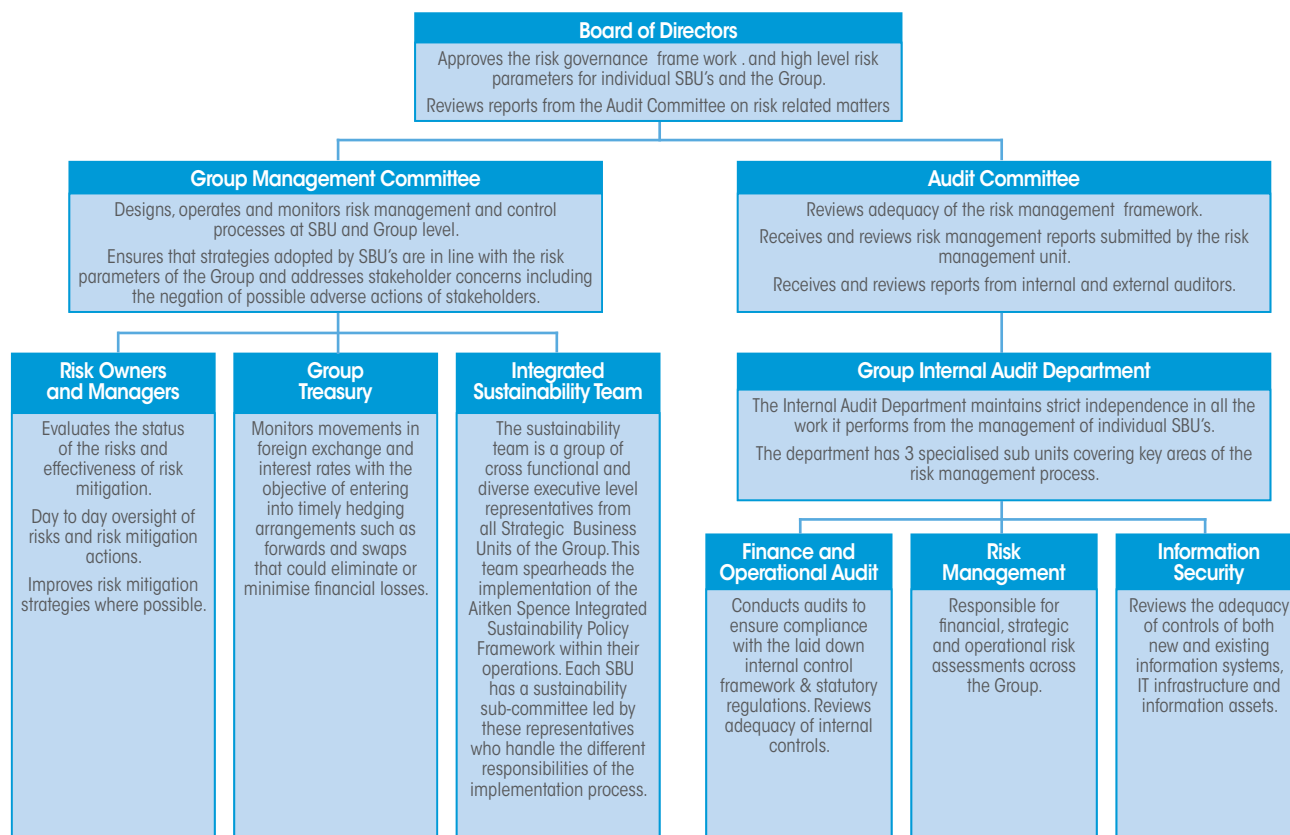 Board of Directors
Approves the risk governance frame work . and high level risk
parameters for individual SBU's and the Group.
Reviews reports from the Audit Committee on risk related matters
Group Management Committee
Designs, operates and monitors risk management and control
processes at SBU and Group level.
Ensures that strategies adopted by SBU's are in line with the risk
parameters of the Group and addresses stakeholder concerns including
the negation of possible adverse actions of stakeholders.
Audit Committee
Reviews adequacy of the risk management framework.
Receives and reviews risk management reports submitted by the risk
management unit.
Receives and reviews reports from internal and external auditors.
Risk Owners
and Managers
Evaluates the status
of the risks and
effectiveness of risk
mitigation.
Day to day oversight of
risks and risk mitigation
actions.
Improves risk mitigation
strategies where possible.
Group
Treasury
Monitors movements in
foreign exchange and
interest rates with the
objective of entering
into timely hedging
arrangements such as
forwards and swaps
that could eliminate or
minimise financial losses.
Integrated
Sustainability Team
The sustainability
team is a group of
cross functional and
diverse executive level
representatives from
all Strategic Business
Units of the Group. This
team spearheads the
implementation of the
Aitken Spence Integrated
Sustainability Policy
Framework within their
operations. Each SBU
has a sustainability
sub-committee led by
these representatives
who handle the different
responsibilities of the
implementation process.
Group Internal Audit Department
The Internal Audit Department maintains strict independence in all the
work it performs from the management of individual SBU's.
The department has 3 specialised sub units covering key areas of the
risk management process.
Finance and
Operational Audit
Conducts audits to
ensure compliance
with the laid down
internal control
framework & statutory
regulations. Reviews
adequacy of internal
controls.
Risk
Management
Responsible for
financial, strategic
and operational risk
assessments across
the Group.
Information
Security
Reviews the adequacy
of controls of both
new and existing
information systems,
IT infrastructure and
information assets.